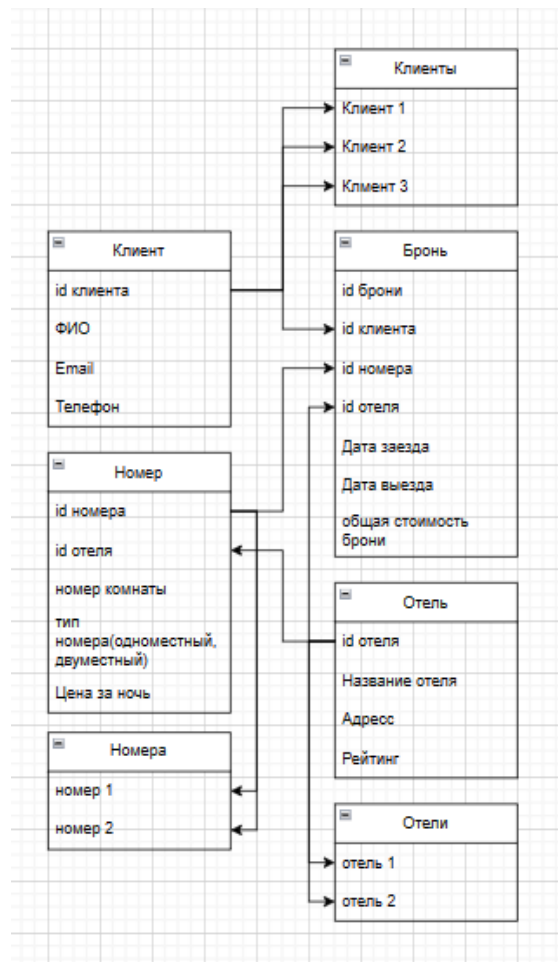 Клиенты
Клиент 1
Клиент 2
Клмент 3
Клиент
id клиента
ФИО
Email
Телефон
Бронь
id брони
id клиента
id номера
id отеля
Дата заезда
Дата выезда
общая стоимость
брони
Номер
id номера
id отеля
номер комнаты
тип
номера(одноместный,
двуместный)
Цена за ночь
Отель
id отеля
Название отеля
Адресс
Рейтинг
Номера
номер 1
номер 2
Отели
отель 1
отель 2